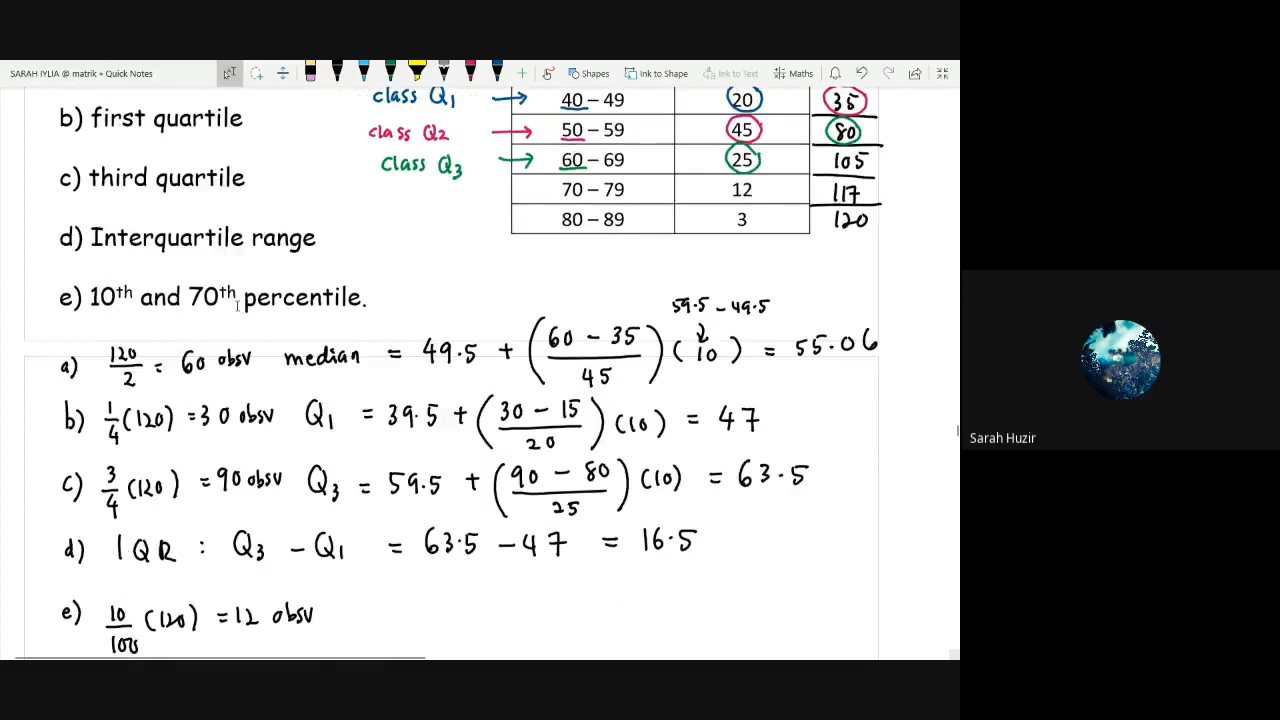 SARAH IYLIA @ matrik » Quick Notes
Shapes
Ink to Shape
Ink to Text
Maths
class Q1 → 40 – 49 20 35
b) first quartile
class Q2 → 50 – 59 45 80
class Q3 → 60 – 69 25 105
c) third quartile
70 – 79 12 117
80 – 89 3 120
d) Interquartile range
e) 10th and 70th percentile.
59.5 – 49.5
a) 120/2 = 60 obsv median = 49.5 + (60 – 35 / 45) (10) = 55.06
b) 1/4 (120) = 30 obsv Q1 = 39.5 + (30 – 15 / 20) (10) = 47
c) 3/4 (120) = 90 obsv Q3 = 59.5 + (90 – 80 / 25) (10) = 63.5
d) IQR : Q3 – Q1 = 63.5 – 47 = 16.5
e) 10/100 (120) = 12 obsv
Sarah Huzir